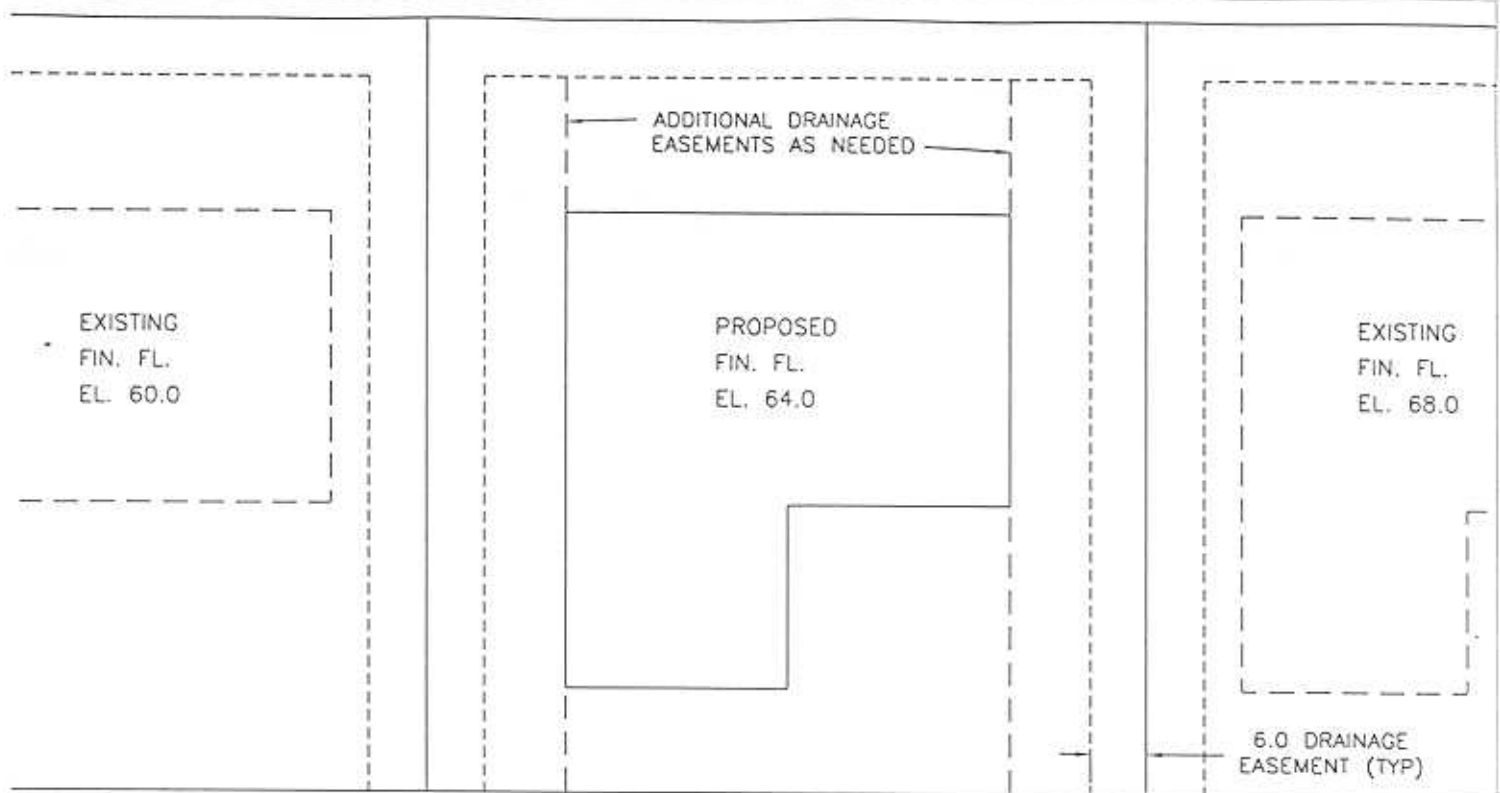 ADDITIONAL DRAINAGE
EASEMENTS AS NEEDED
EXISTING
FIN. FL.
EL. 60.0
PROPOSED
FIN. FL.
EL. 64.0
EXISTING
FIN. FL.
EL. 68.0
6.0 DRAINAGE
EASEMENT (TYP)